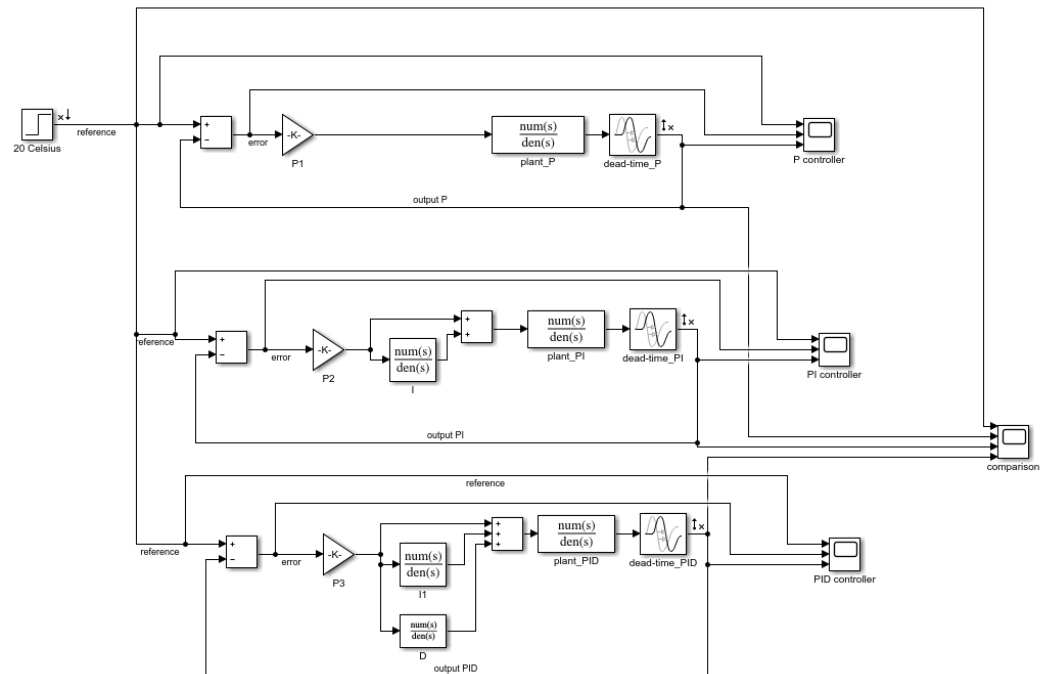 20 Celsius
reference
+
−
error
-K-
P1
num(s)
den(s)
plant_P
dead-time_P
P controller
output P
reference
+
−
error
-K-
P2
num(s)
den(s)
I
+
+
num(s)
den(s)
plant_PI
dead-time_PI
PI controller
output PI
comparison
reference
reference
+
−
error
-K-
P3
num(s)
den(s)
I1
num(s)
den(s)
D
+
+
+
num(s)
den(s)
plant_PID
dead-time_PID
PID controller
output PID